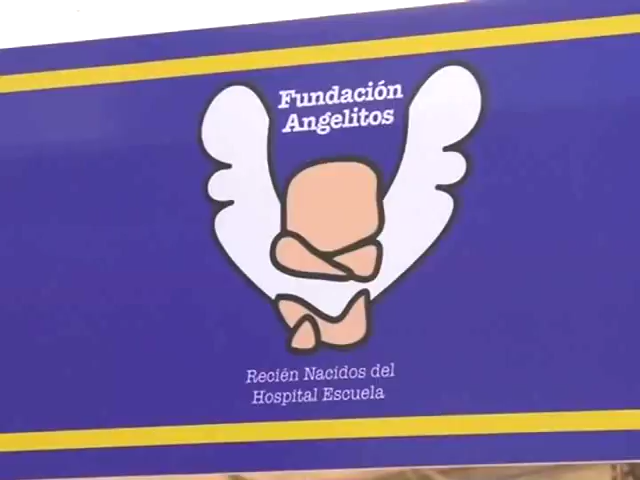 Fundación
Angelitos
Recién Nacidos del
Hospital Escuela